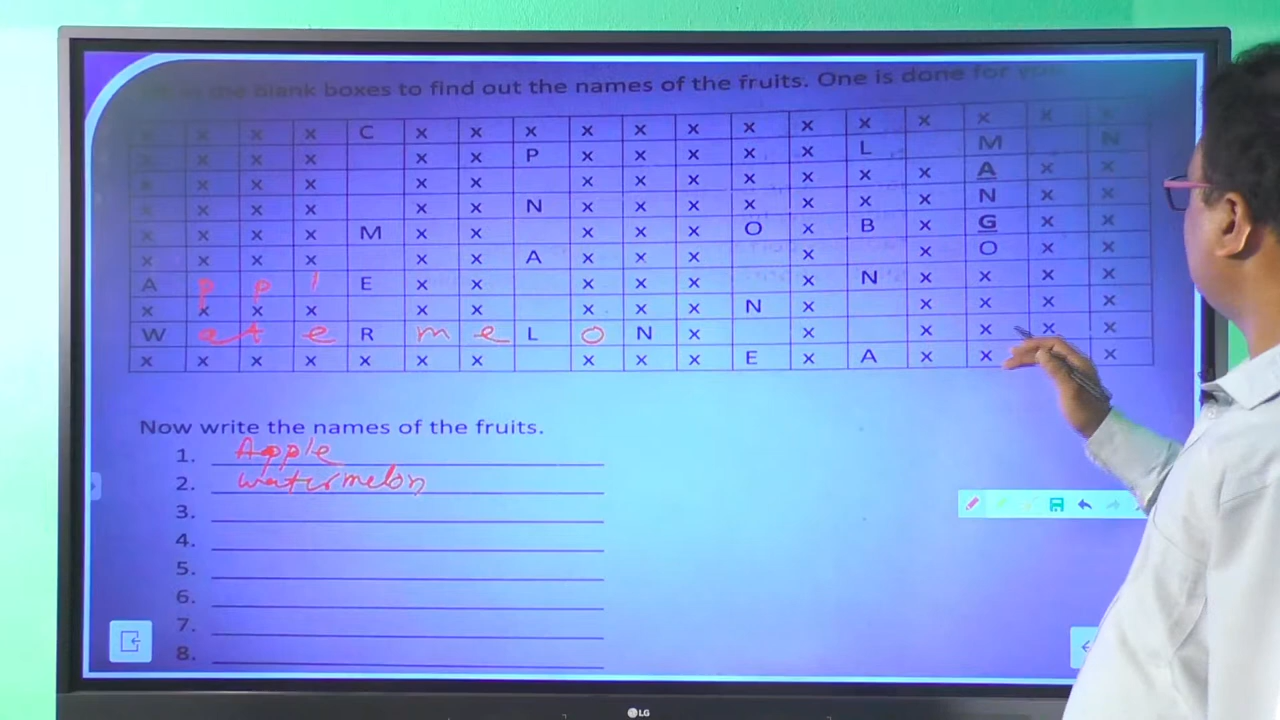 the blank boxes to find out the names of the fruits. One is done for you.
x x x x C x x x x x x x x x x x x x
x x x x x P x x x x x L M N
x x x x x x x x x x x x x A x x
x x x x x x N x x x x x x x N x x
x x x x M x x x x x O x B x G x x
x x x x x x A x x x x x O x x
A p p l E x x x x x x N x x x x
x x x x x x x x x N x x x x x
W a t e R m e L O N x x x x x x
x x x x x x x x x x E x A x x x
Now write the names of the fruits.
1. Apple
2. watermelon
3.
4.
5.
6.
7.
8.
LG